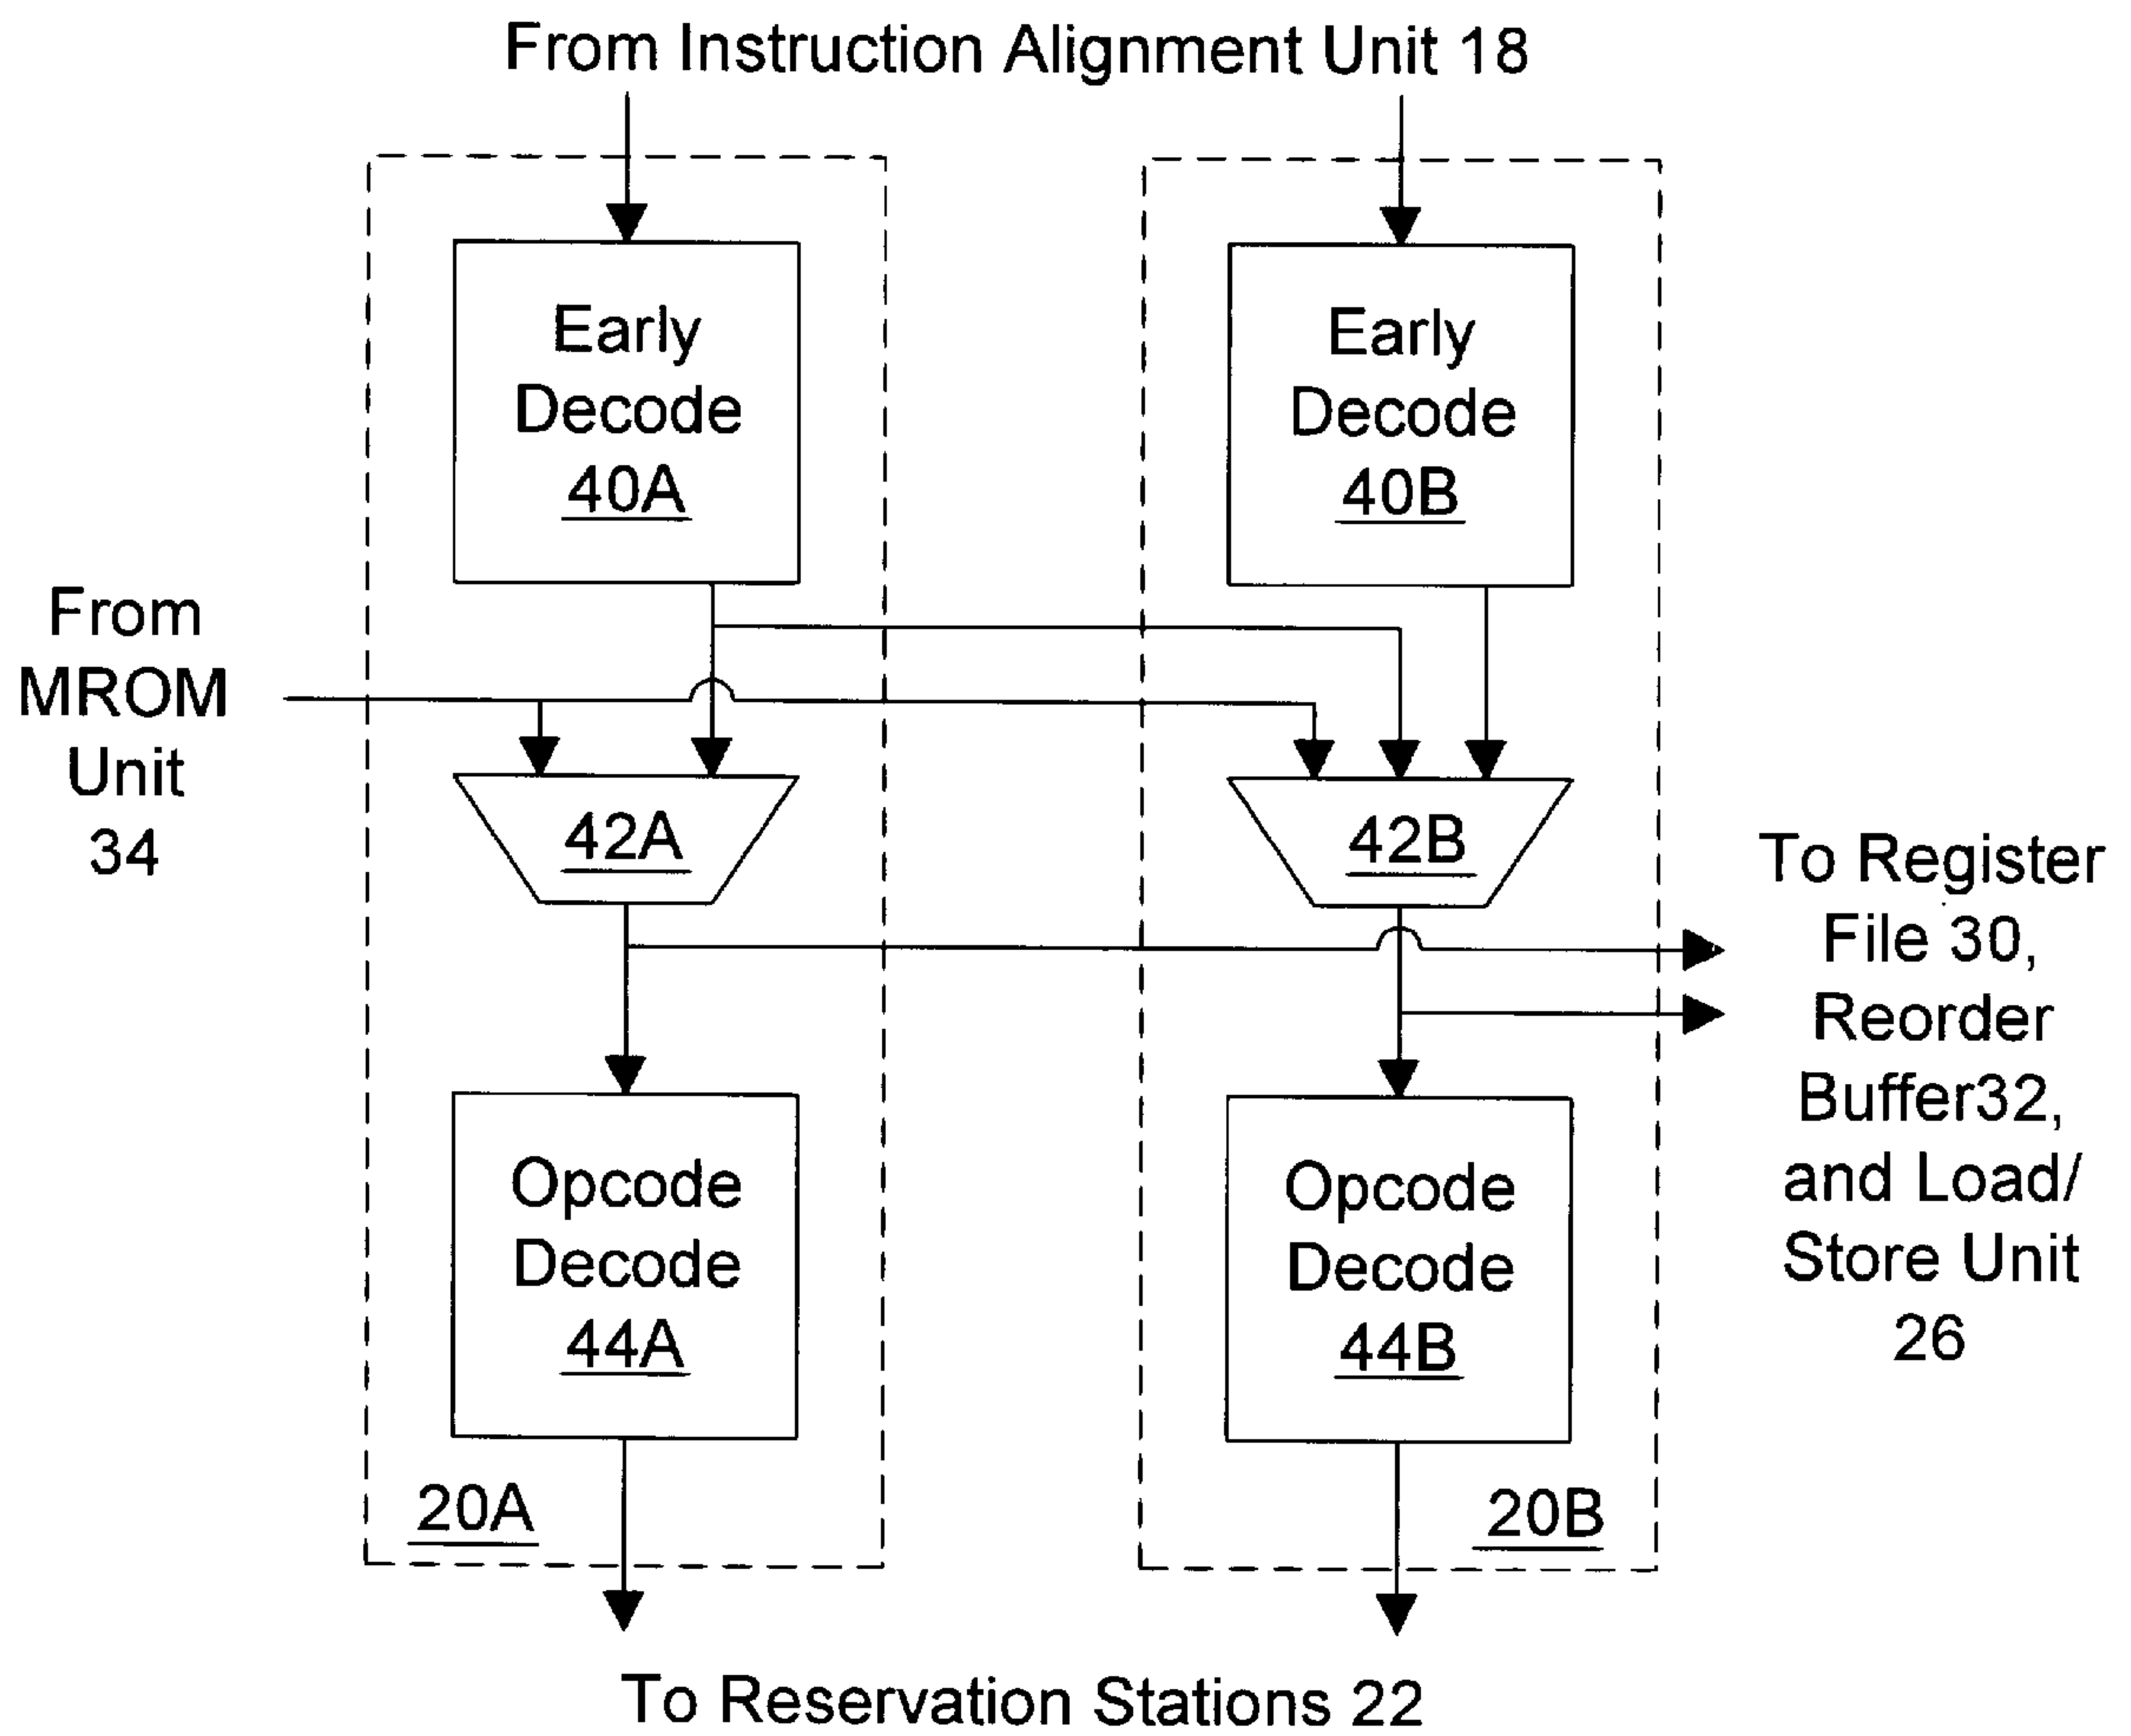 From Instruction Alignment Unit 18
Early
Decode
40A
Early
Decode
40B
From
MROM
Unit
34
42A
42B
To Register
File 30,
Reorder
Buffer32,
and Load/
Store Unit
26
Opcode
Decode
44A
Opcode
Decode
44B
20A
20B
To Reservation Stations 22